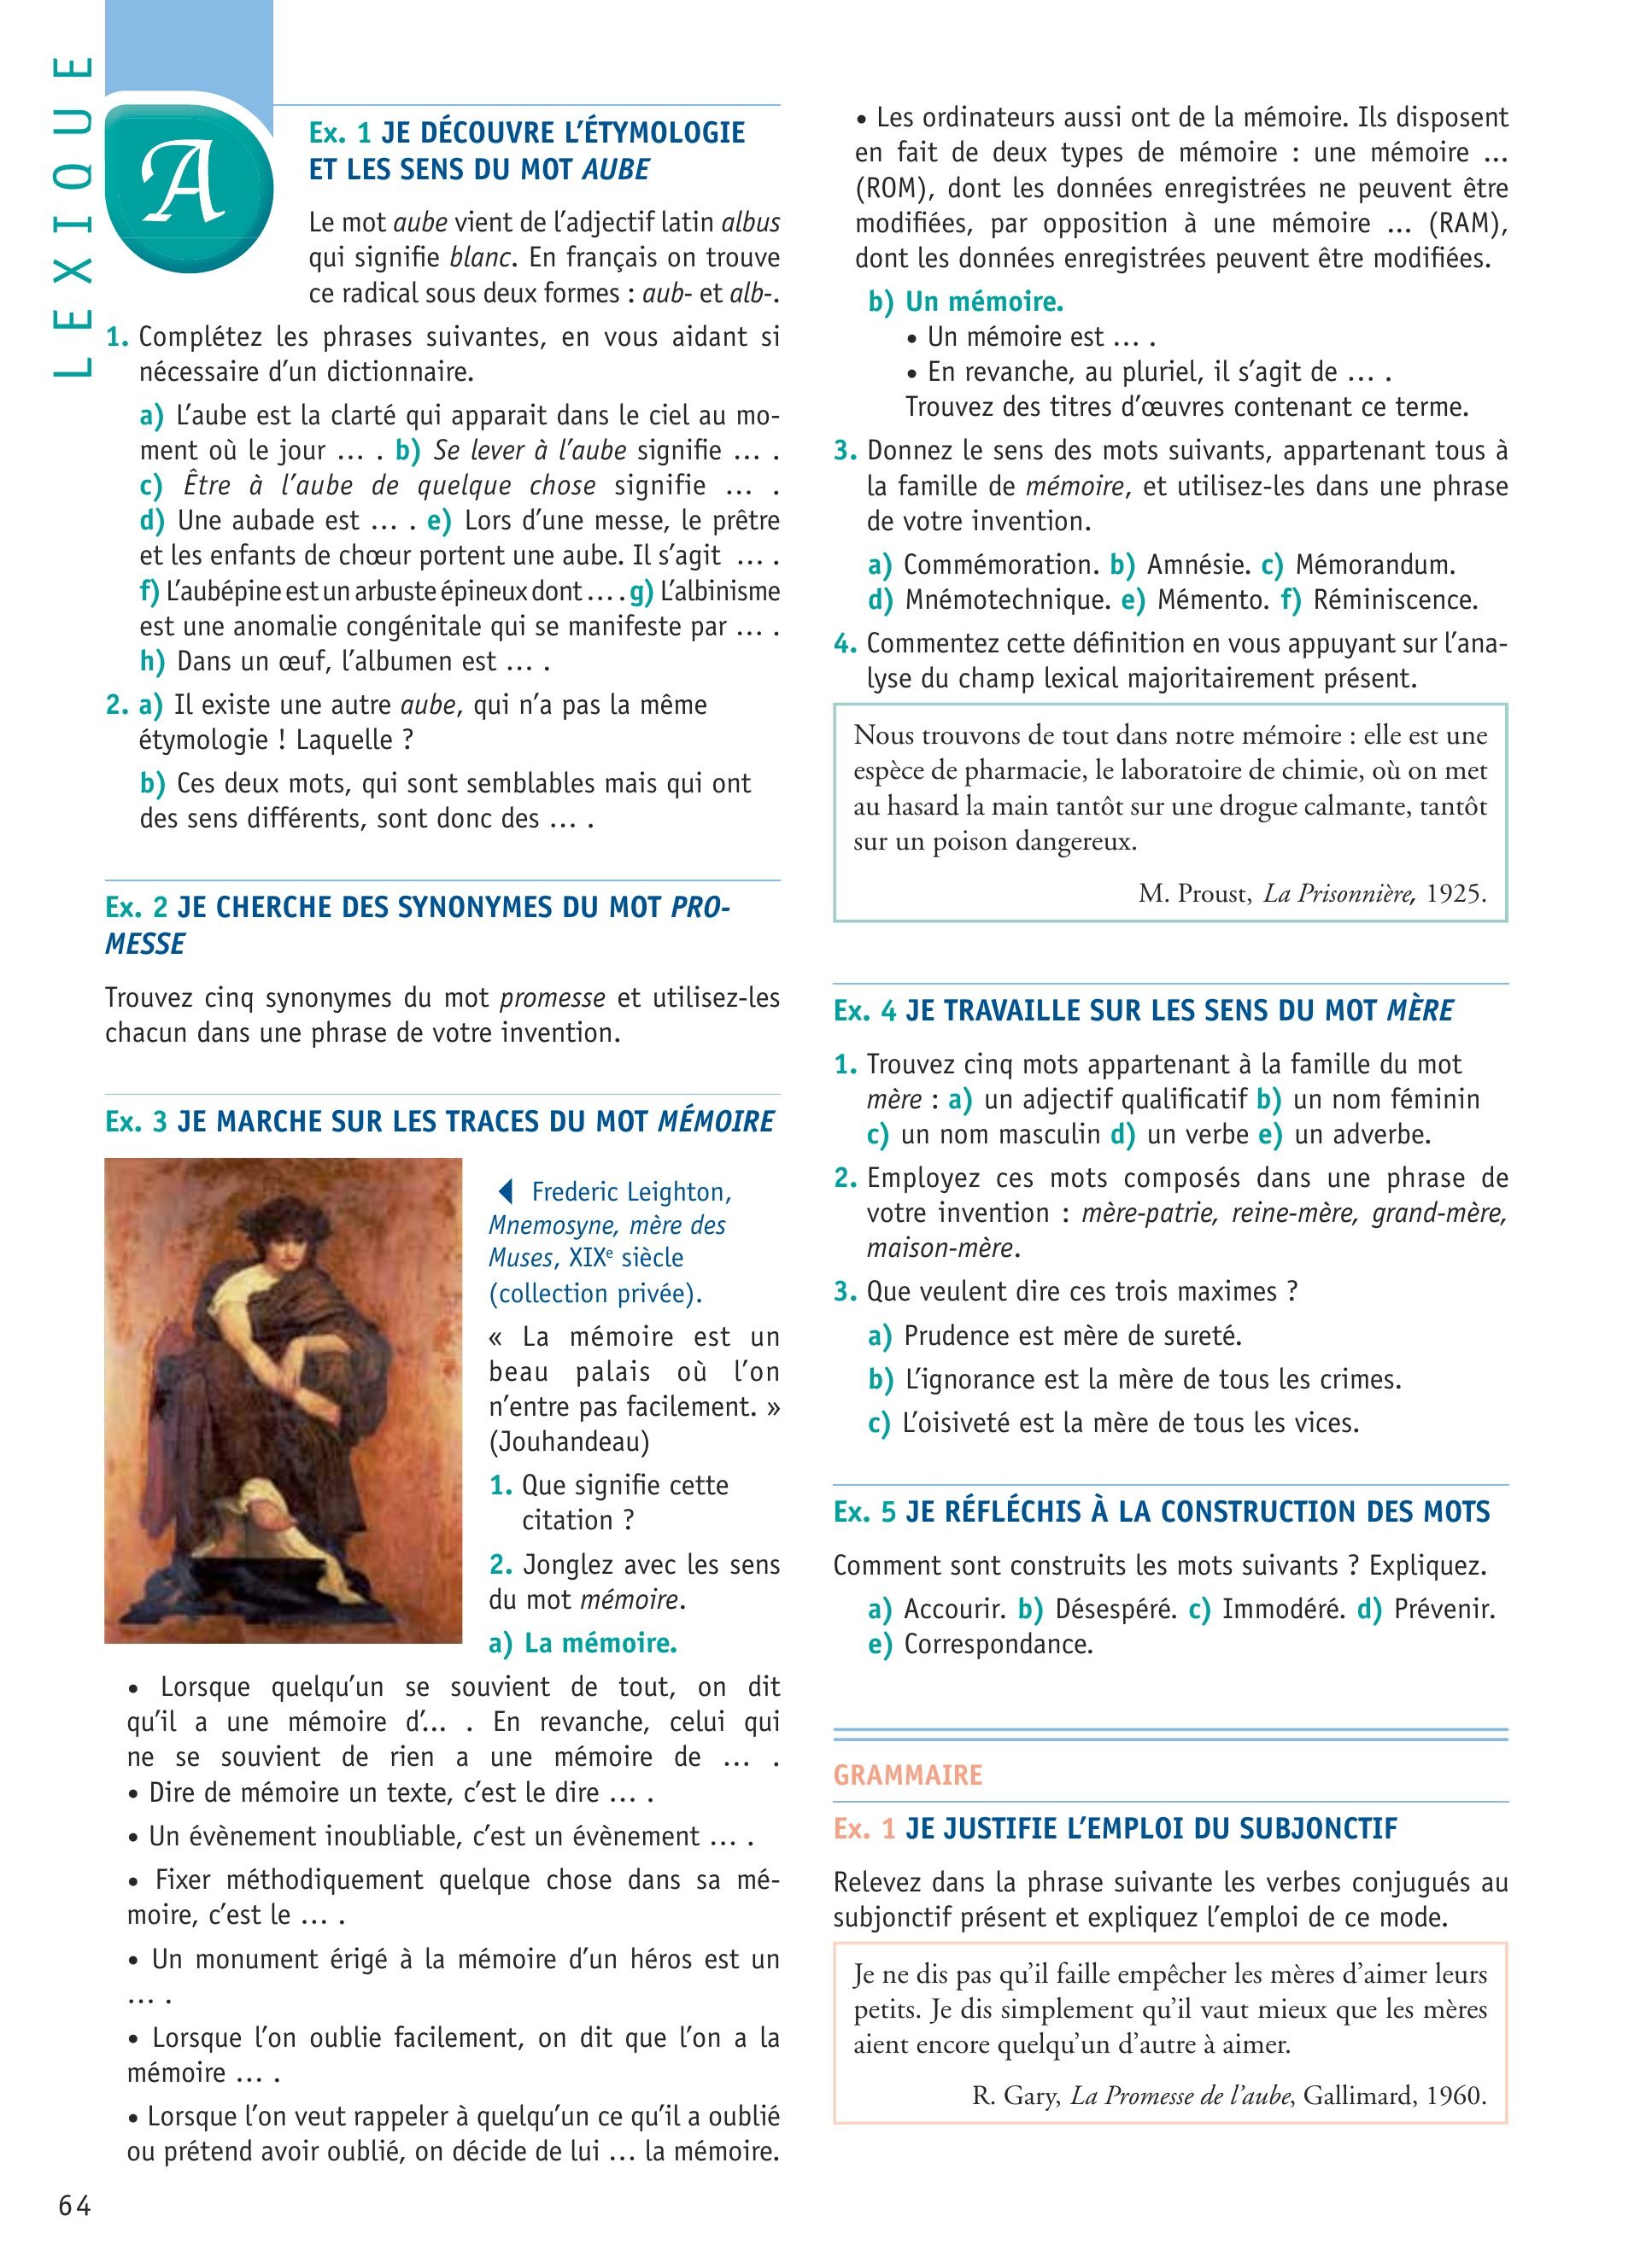 LEXIQUE
A
Ex. 1 JE DÉCOUVRE L'ÉTYMOLOGIE
ET LES SENS DU MOT AUBE
Le mot aube vient de l'adjectif latin albus
qui signifie blanc. En français on trouve
ce radical sous deux formes : aub- et alb-.
1. Complétez les phrases suivantes, en vous aidant si
nécessaire d'un dictionnaire.
a) L'aube est la clarté qui apparait dans le ciel au mo-
ment où le jour ... . b) Se lever à l'aube signifie ... .
c) Être à l'aube de quelque chose signifie ... .
d) Une aubade est ... . e) Lors d'une messe, le prêtre
et les enfants de chœur portent une aube. Il s'agit ... .
f) L'aubépine est un arbuste épineux dont .... g) L'albinisme
est une anomalie congénitale qui se manifeste par ... .
h) Dans un œuf, l'albumen est ... .
2. a) Il existe une autre aube, qui n'a pas la même
étymologie ! Laquelle ?
b) Ces deux mots, qui sont semblables mais qui ont
des sens différents, sont donc des ... .
Ex. 2 JE CHERCHE DES SYNONYMES DU MOT PRO-
MESSE
Trouvez cinq synonymes du mot promesse et utilisez-les
chacun dans une phrase de votre invention.
Ex. 3 JE MARCHE SUR LES TRACES DU MOT MÉMOIRE
◀ Frederic Leighton,
Mnemosyne, mère des
Muses, XIXe siècle
(collection privée).
« La mémoire est un
beau palais où l'on
n'entre pas facilement. »
(Jouhandeau)
1. Que signifie cette
citation ?
2. Jonglez avec les sens
du mot mémoire.
a) La mémoire.
• Lorsque quelqu'un se souvient de tout, on dit
qu'il a une mémoire d'... . En revanche, celui qui
ne se souvient de rien a une mémoire de ... .
• Dire de mémoire un texte, c'est le dire ... .
• Un évènement inoubliable, c'est un évènement ... .
• Fixer méthodiquement quelque chose dans sa mé-
moire, c'est le ... .
• Un monument érigé à la mémoire d'un héros est un
... .
• Lorsque l'on oublie facilement, on dit que l'on a la
mémoire ... .
• Lorsque l'on veut rappeler à quelqu'un ce qu'il a oublié
ou prétend avoir oublié, on décide de lui ... la mémoire.
64
• Les ordinateurs aussi ont de la mémoire. Ils disposent
en fait de deux types de mémoire : une mémoire ...
(ROM), dont les données enregistrées ne peuvent être
modifiées, par opposition à une mémoire ... (RAM),
dont les données enregistrées peuvent être modifiées.
b) Un mémoire.
• Un mémoire est ... .
• En revanche, au pluriel, il s'agit de ... .
Trouvez des titres d'œuvres contenant ce terme.
3. Donnez le sens des mots suivants, appartenant tous à
la famille de mémoire, et utilisez-les dans une phrase
de votre invention.
a) Commémoration. b) Amnésie. c) Mémorandum.
d) Mnémotechnique. e) Mémento. f) Réminiscence.
4. Commentez cette définition en vous appuyant sur l'ana-
lyse du champ lexical majoritairement présent.
Nous trouvons de tout dans notre mémoire : elle est une
espèce de pharmacie, le laboratoire de chimie, où on met
au hasard la main tantôt sur une drogue calmante, tantôt
sur un poison dangereux.
M. Proust, La Prisonnière, 1925.
Ex. 4 JE TRAVAILLE SUR LES SENS DU MOT MÈRE
1. Trouvez cinq mots appartenant à la famille du mot
mère : a) un adjectif qualificatif b) un nom féminin
c) un nom masculin d) un verbe e) un adverbe.
2. Employez ces mots composés dans une phrase de
votre invention : mère-patrie, reine-mère, grand-mère,
maison-mère.
3. Que veulent dire ces trois maximes ?
a) Prudence est mère de sureté.
b) L'ignorance est la mère de tous les crimes.
c) L'oisiveté est la mère de tous les vices.
Ex. 5 JE RÉFLÉCHIS À LA CONSTRUCTION DES MOTS
Comment sont construits les mots suivants ? Expliquez.
a) Accourir. b) Désespéré. c) Immodéré. d) Prévenir.
e) Correspondance.
GRAMMAIRE
Ex. 1 JE JUSTIFIE L'EMPLOI DU SUBJONCTIF
Relevez dans la phrase suivante les verbes conjugués au
subjonctif présent et expliquez l'emploi de ce mode.
Je ne dis pas qu'il faille empêcher les mères d'aimer leurs
petits. Je dis simplement qu'il vaut mieux que les mères
aient encore quelqu'un d'autre à aimer.
R. Gary, La Promesse de l'aube, Gallimard, 1960.